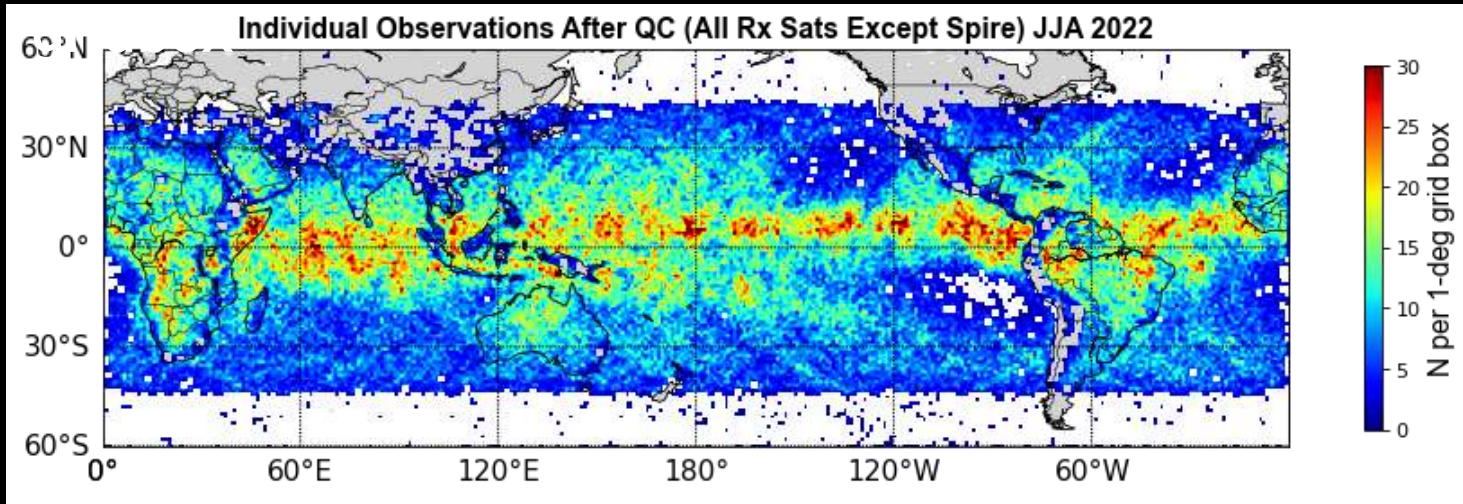 Individual Observations After QC (All Rx Sats Except Spire) JJA 2022
60°N
30°N
0°
30°S
60°S
0°
60°E
120°E
180°
120°W
60°W
30
25
20
15
10
5
0
N per 1-deg grid box